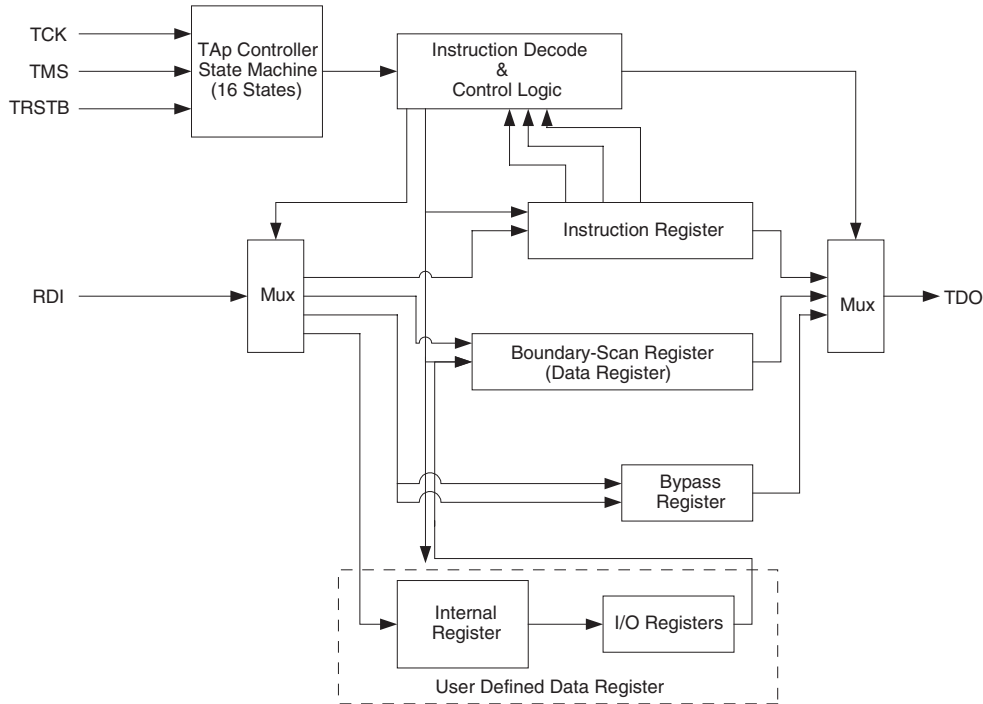 TCK
TMS
TRSTB
TAp Controller
State Machine
(16 States)
Instruction Decode
&
Control Logic
Instruction Register
RDI
Mux
Mux
TDO
Boundary-Scan Register
(Data Register)
Bypass
Register
Internal
Register
I/O Registers
User Defined Data Register